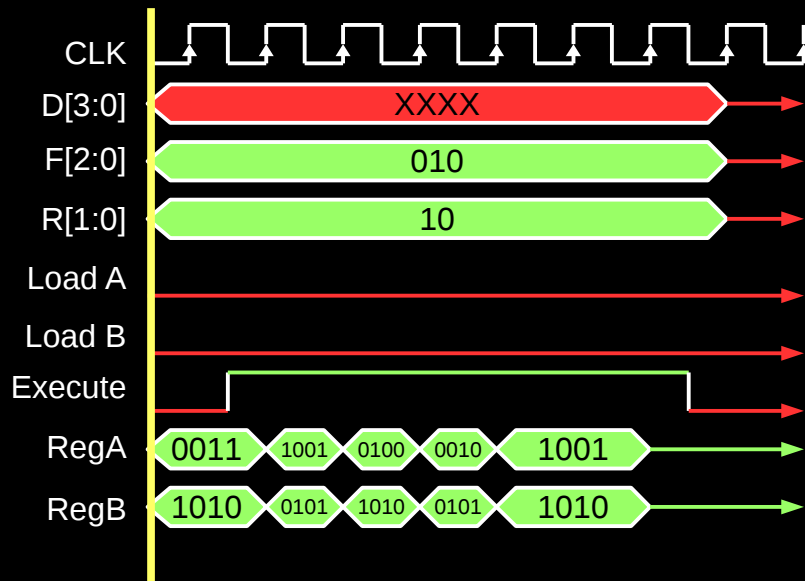 CLK
D[3:0] XXXX
F[2:0] 010
R[1:0] 10
Load A
Load B
Execute
RegA 0011 1001 0100 0010 1001
RegB 1010 0101 1010 0101 1010